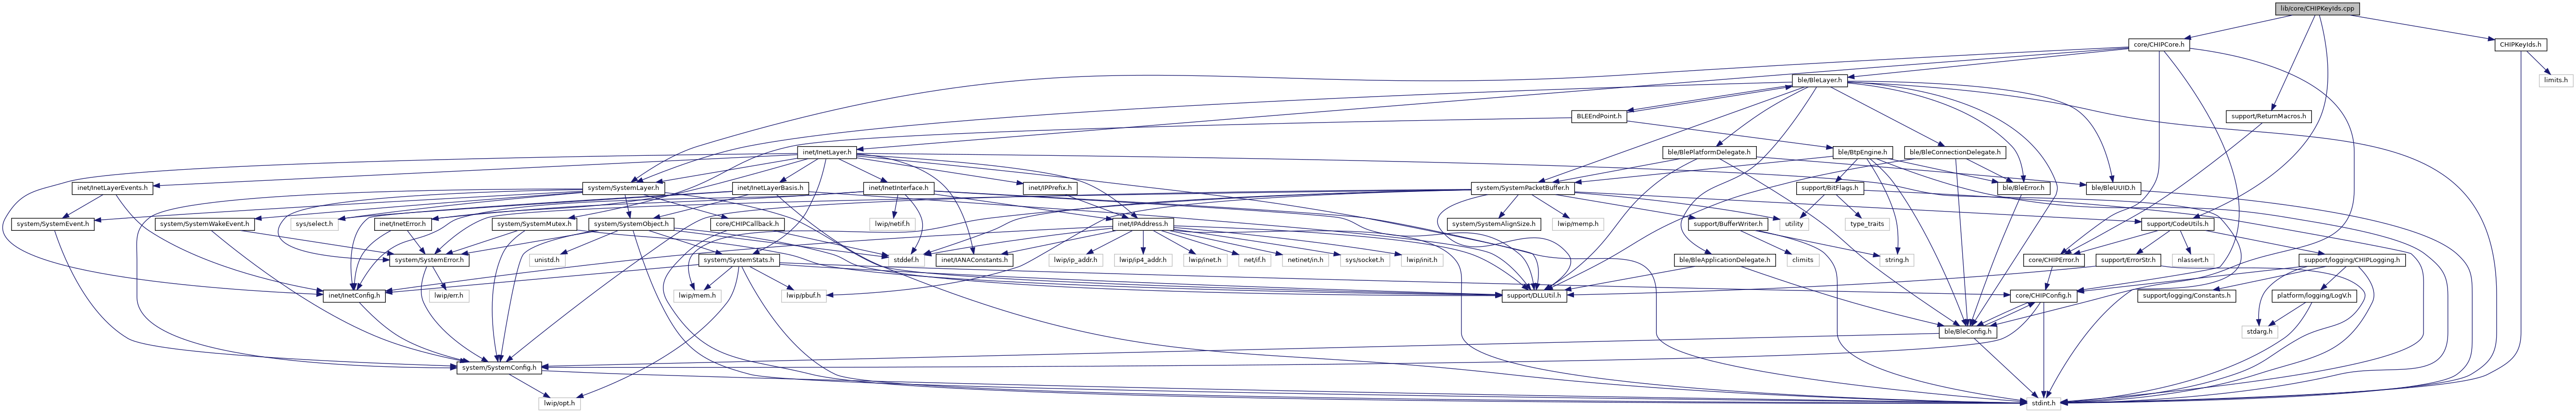 lib/core/CHIPKeyIds.cpp
core/CHIPCore.h
CHIPKeyIds.h
ble/BleLayer.h
limits.h
BLEEndPoint.h
support/ReturnMacros.h
inet/InetLayer.h
ble/BlePlatformDelegate.h
ble/BtpEngine.h
ble/BleConnectionDelegate.h
inet/InetLayerEvents.h
system/SystemLayer.h
inet/InetLayerBasis.h
inet/InetInterface.h
inet/IPPrefix.h
system/SystemPacketBuffer.h
support/BitFlags.h
ble/BleError.h
ble/BleUUID.h
system/SystemEvent.h
system/SystemWakeEvent.h
sys/select.h
inet/InetError.h
system/SystemMutex.h
system/SystemObject.h
core/CHIPCallback.h
lwip/netif.h
inet/IPAddress.h
system/SystemAlignSize.h
lwip/memp.h
support/BufferWriter.h
utility
type_traits
support/CodeUtils.h
system/SystemError.h
unistd.h
system/SystemStats.h
stddef.h
inet/IANAConstants.h
lwip/ip_addr.h
lwip/ip4_addr.h
lwip/inet.h
net/if.h
netinet/in.h
sys/socket.h
lwip/init.h
ble/BleApplicationDelegate.h
climits
string.h
core/CHIPError.h
support/ErrorStr.h
nlassert.h
support/logging/CHIPLogging.h
inet/InetConfig.h
lwip/err.h
lwip/mem.h
lwip/pbuf.h
support/DLLUtil.h
core/CHIPConfig.h
support/logging/Constants.h
platform/logging/LogV.h
ble/BleConfig.h
stdarg.h
system/SystemConfig.h
lwip/opt.h
stdint.h